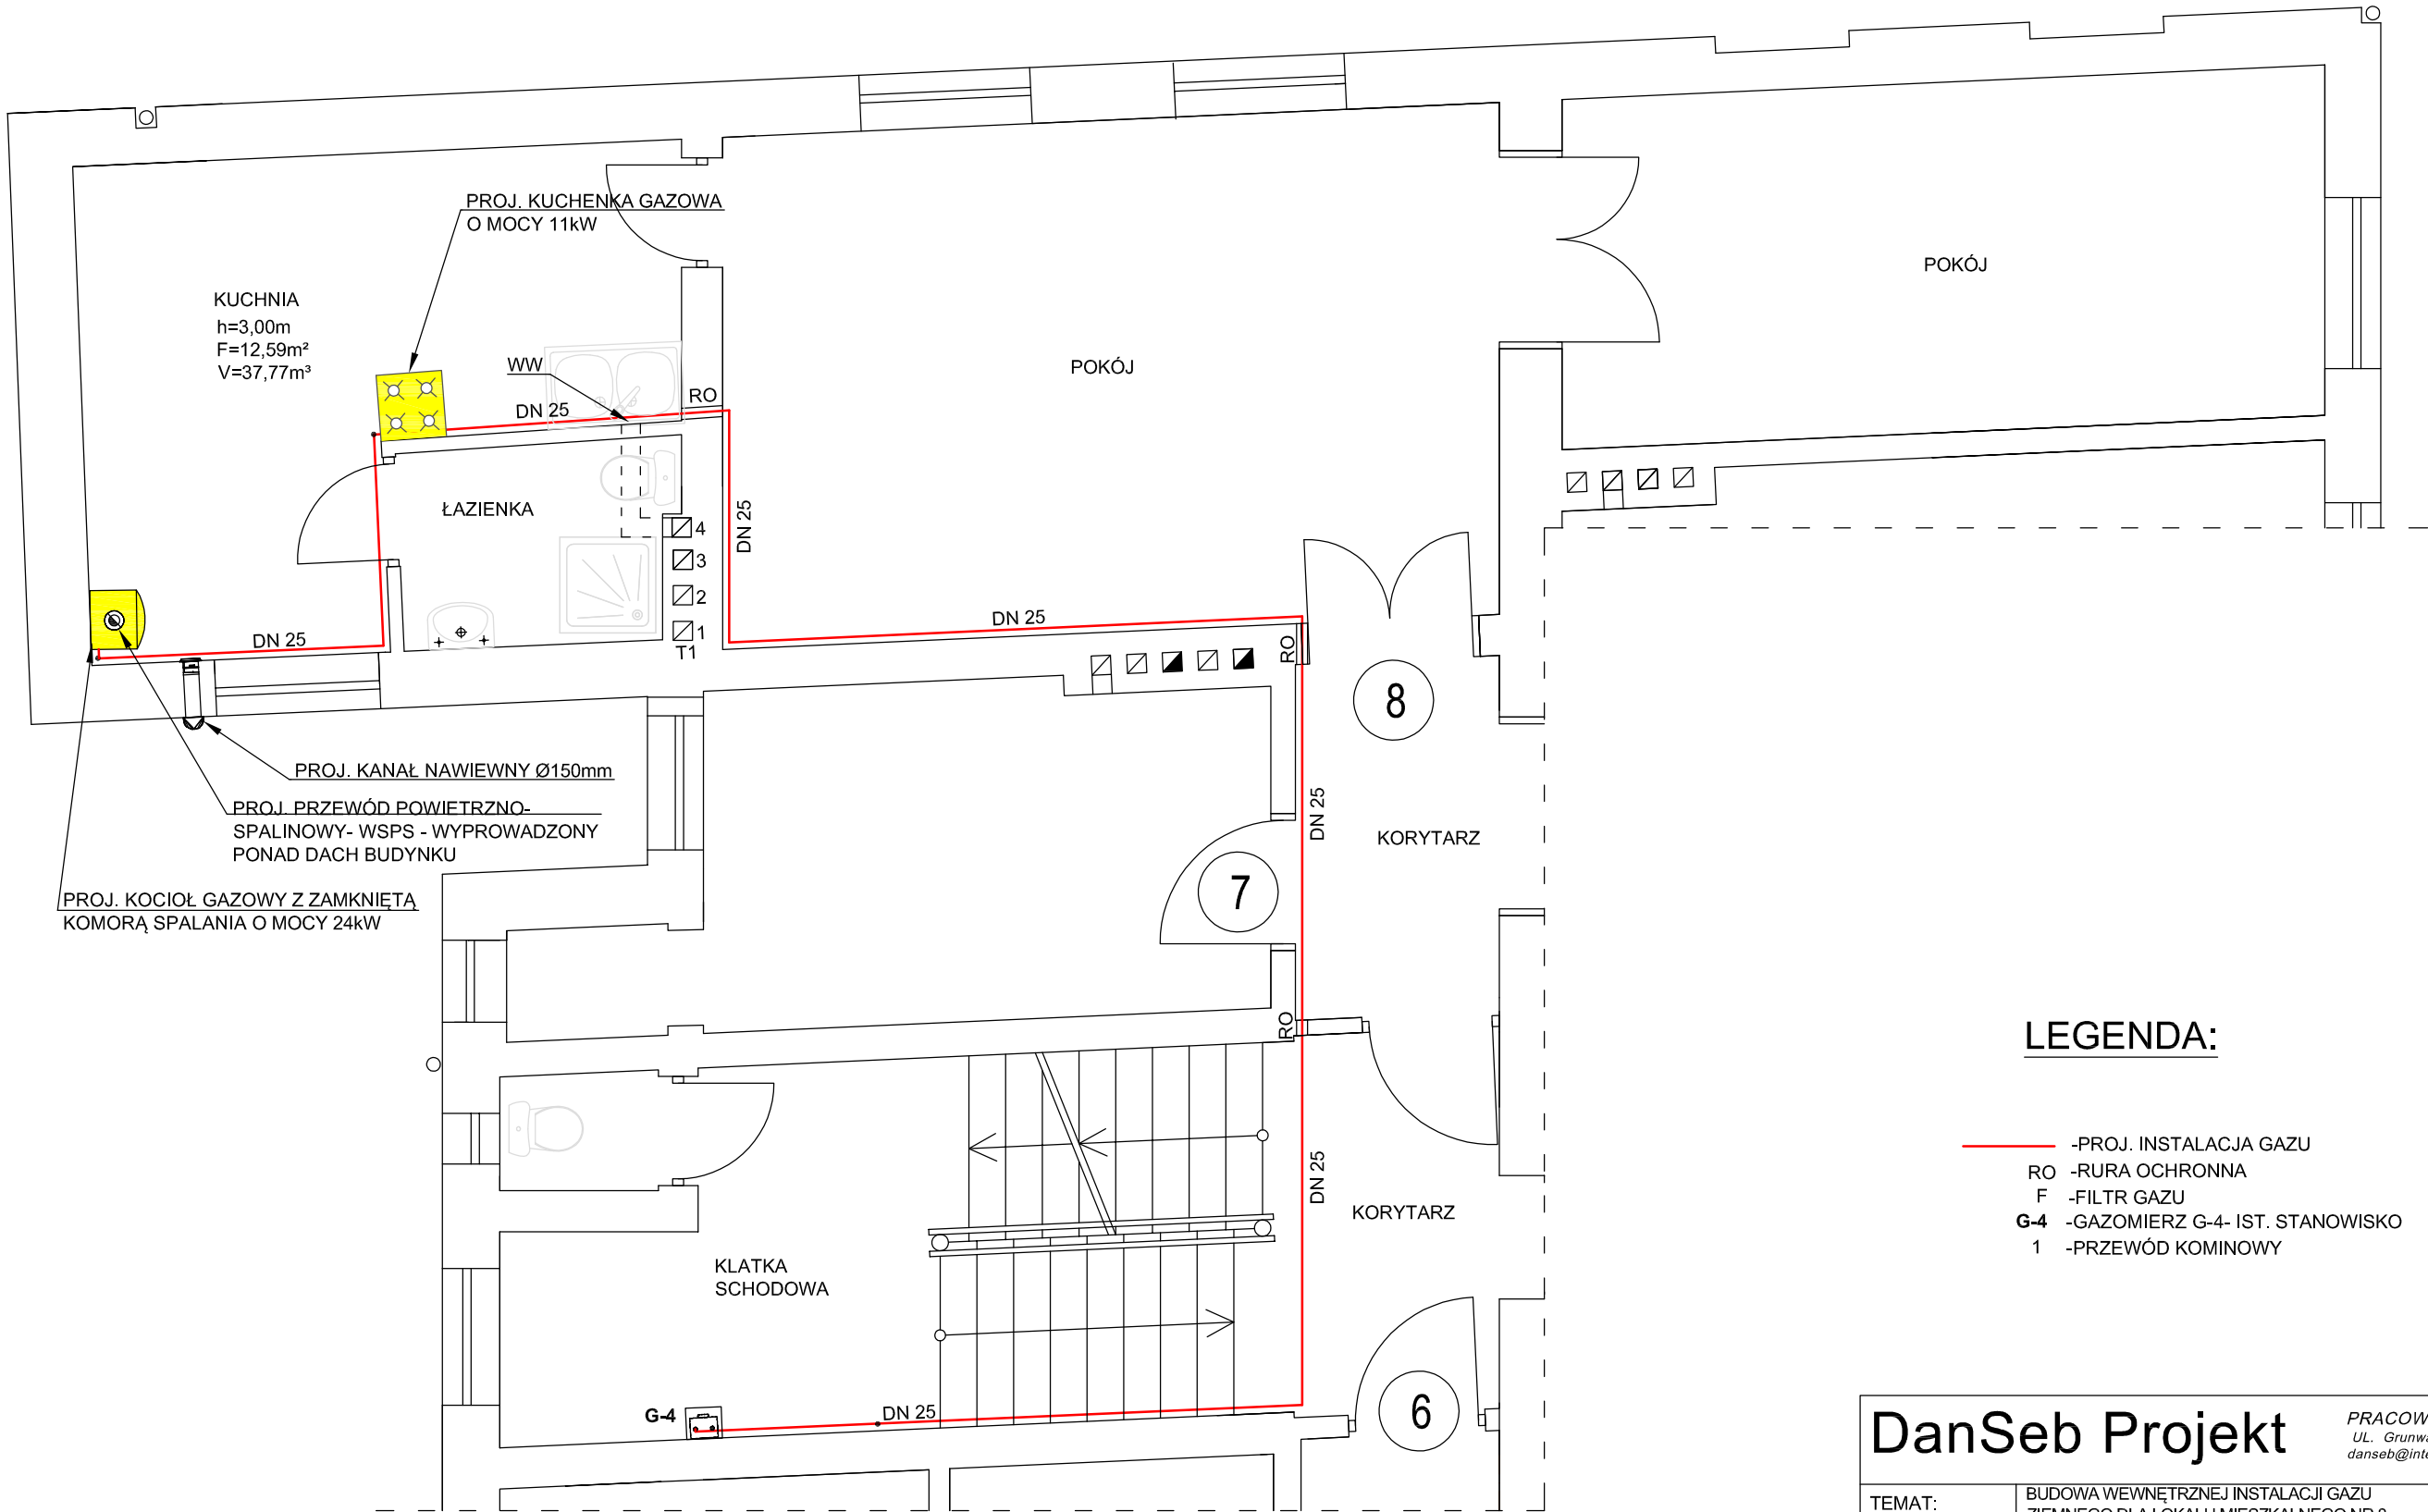 PROJ. KUCHENKA GAZOWA
O MOCY 11kW
KUCHNIA
h=3,00m
F=12,59m²
V=37,77m³
WW
DN 25
RO
POKÓJ
POKÓJ
ŁAZIENKA
DN 25
4
3
2
1
T1
DN 25
DN 25
RO
8
PROJ. KANAŁ NAWIEWNY Ø150mm
PROJ. PRZEWÓD POWIETRZNO-
SPALINOWY- WSPS - WYPROWADZONY
PONAD DACH BUDYNKU
PROJ. KOCIOŁ GAZOWY Z ZAMKNIĘTĄ
KOMORĄ SPALANIA O MOCY 24kW
DN 25
KORYTARZ
7
RO
DN 25
KORYTARZ
KLATKA
SCHODOWA
G-4
DN 25
6
LEGENDA:
-PROJ. INSTALACJA GAZU
RO -RURA OCHRONNA
F -FILTR GAZU
G-4 -GAZOMIERZ G-4- IST. STANOWISKO
1 -PRZEWÓD KOMINOWY
DanSeb Projekt
PRACOW
UL. Grunwa
danseb@inte
TEMAT:
BUDOWA WEWNĘTRZNEJ INSTALACJI GAZU